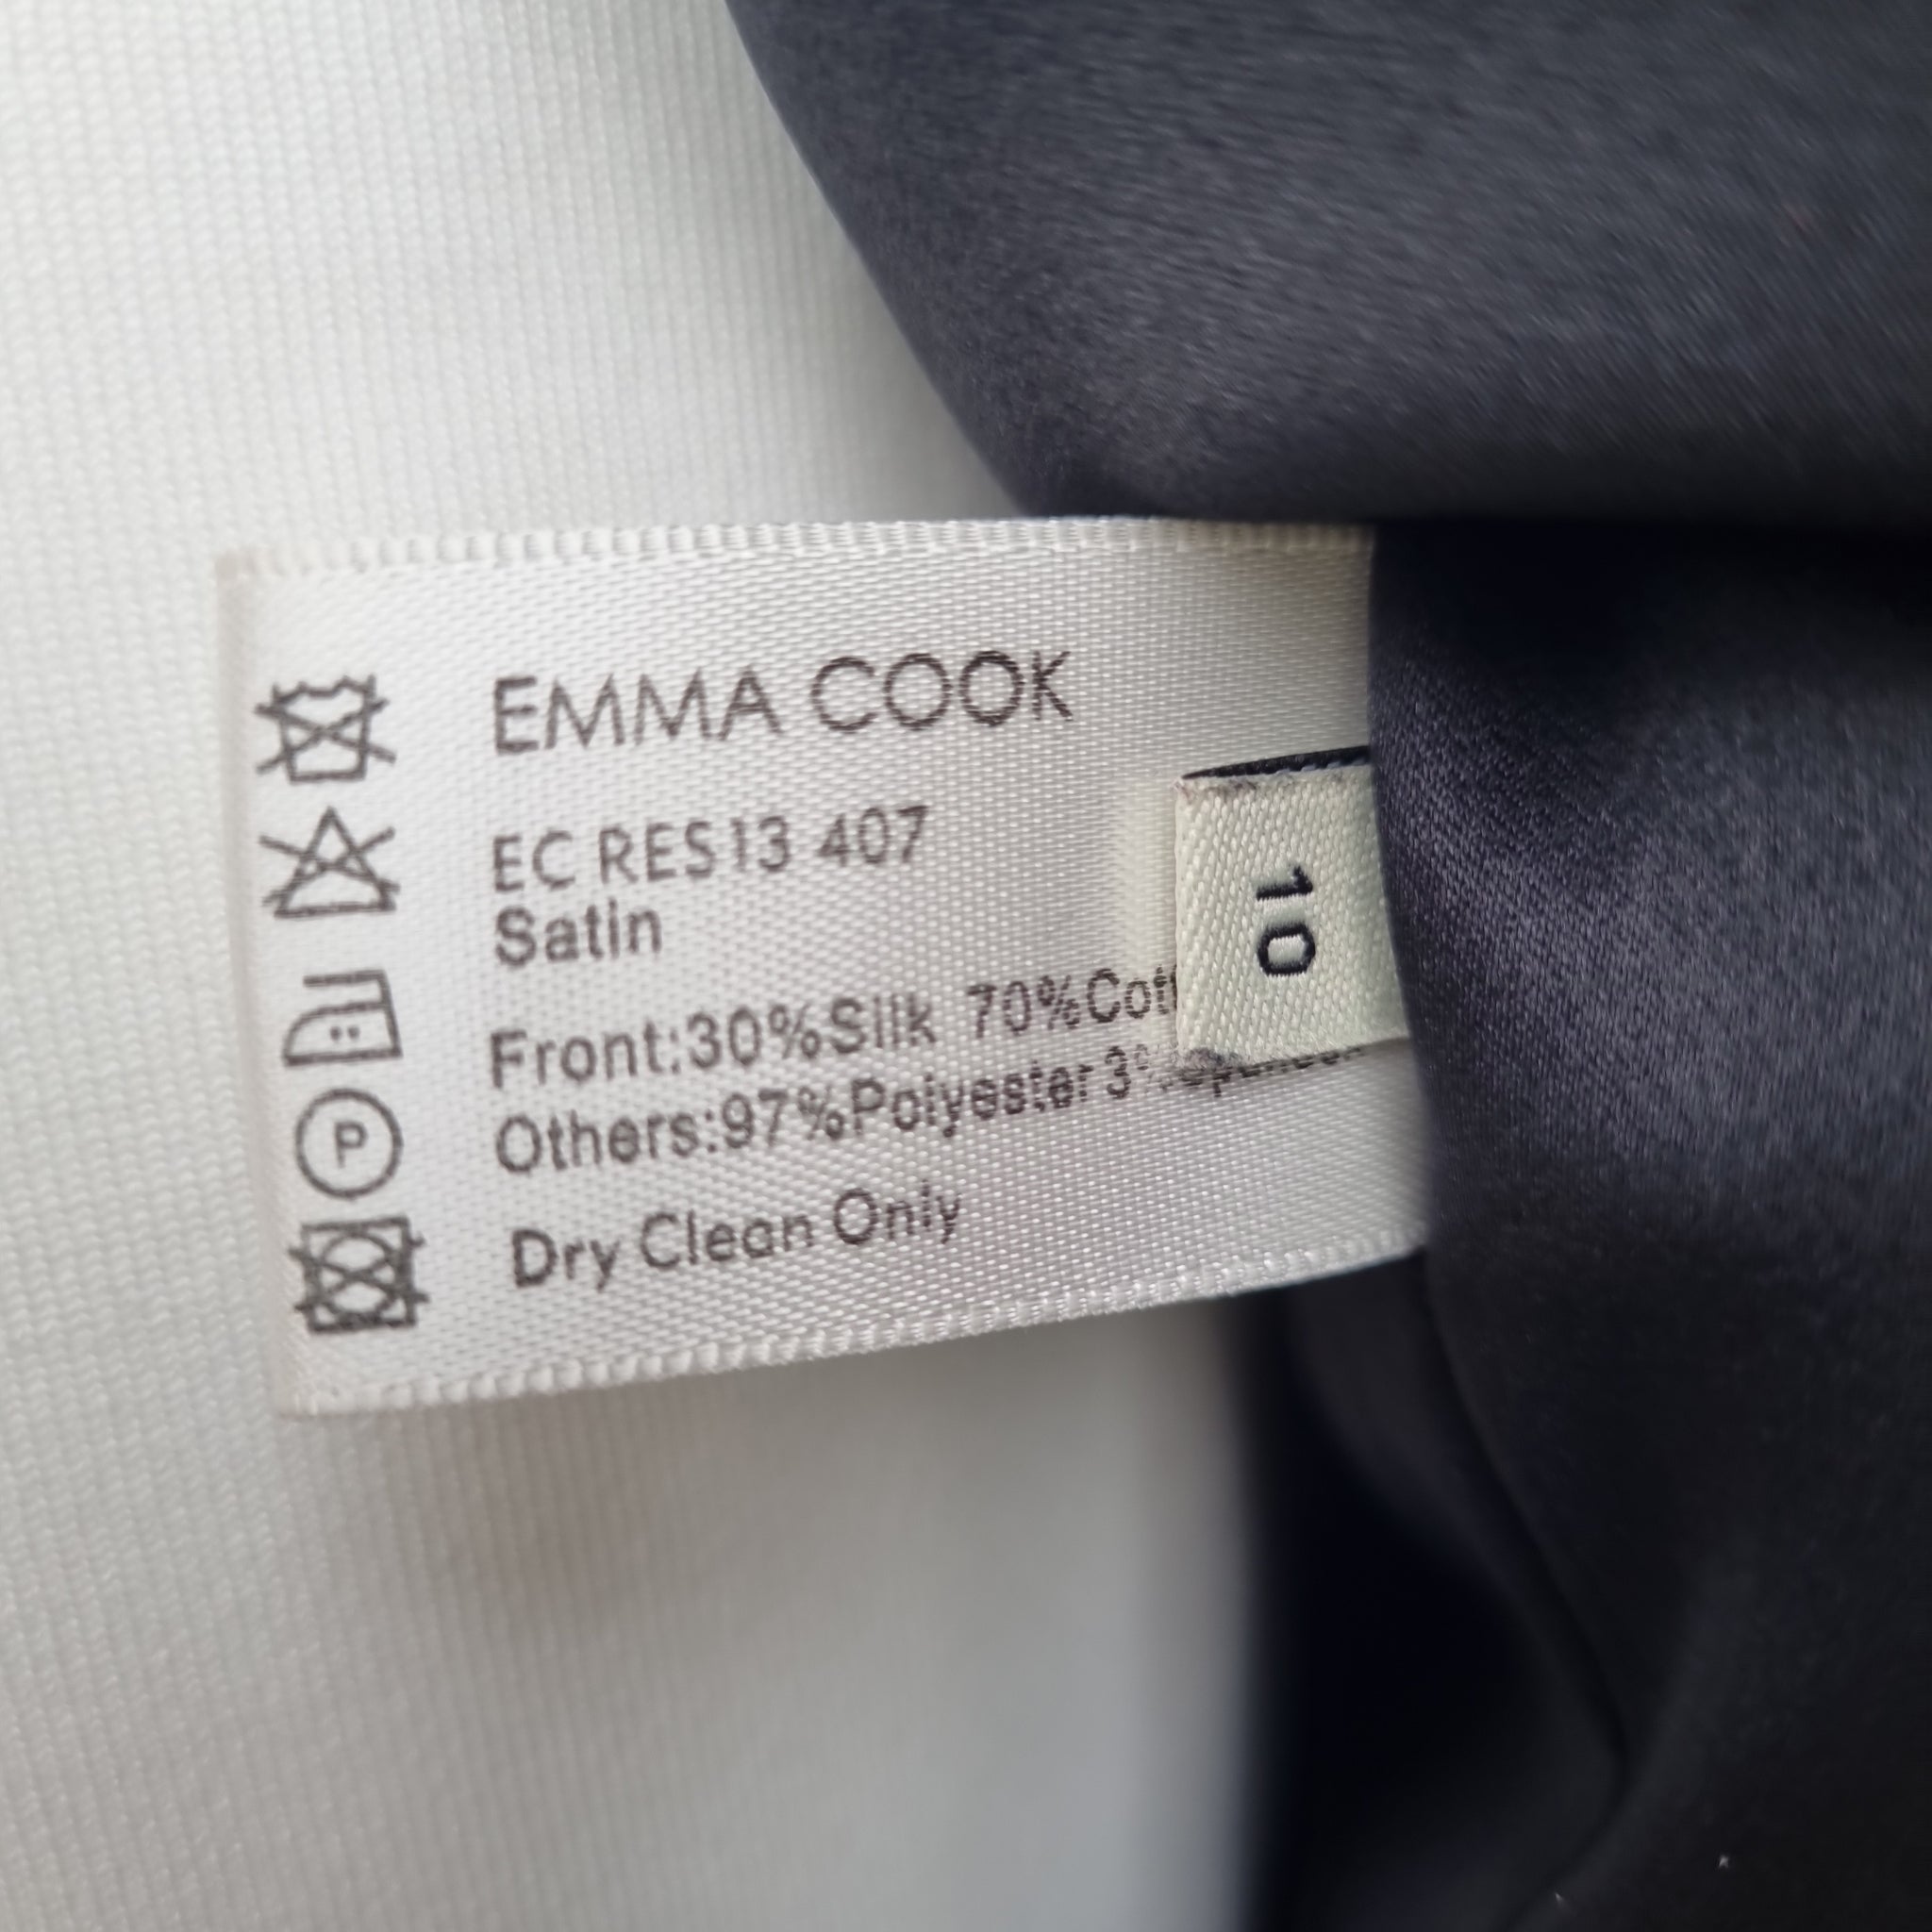 EMMA COOK
EC RES13 407
Satin
Front:30%Silk 70%Cot
Others:97%Polyester 3%
Dry Clean Only
P
10